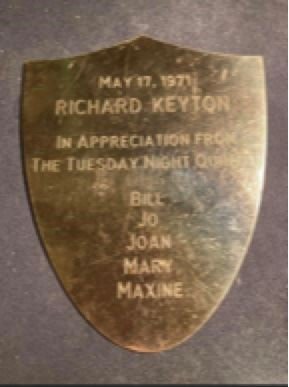 MAY 17, 1971
RICHARD KEYTON
IN APPRECIATION FROM
THE TUESDAY NIGHT
BILL
JO
JOAN
MARY
MAXINE